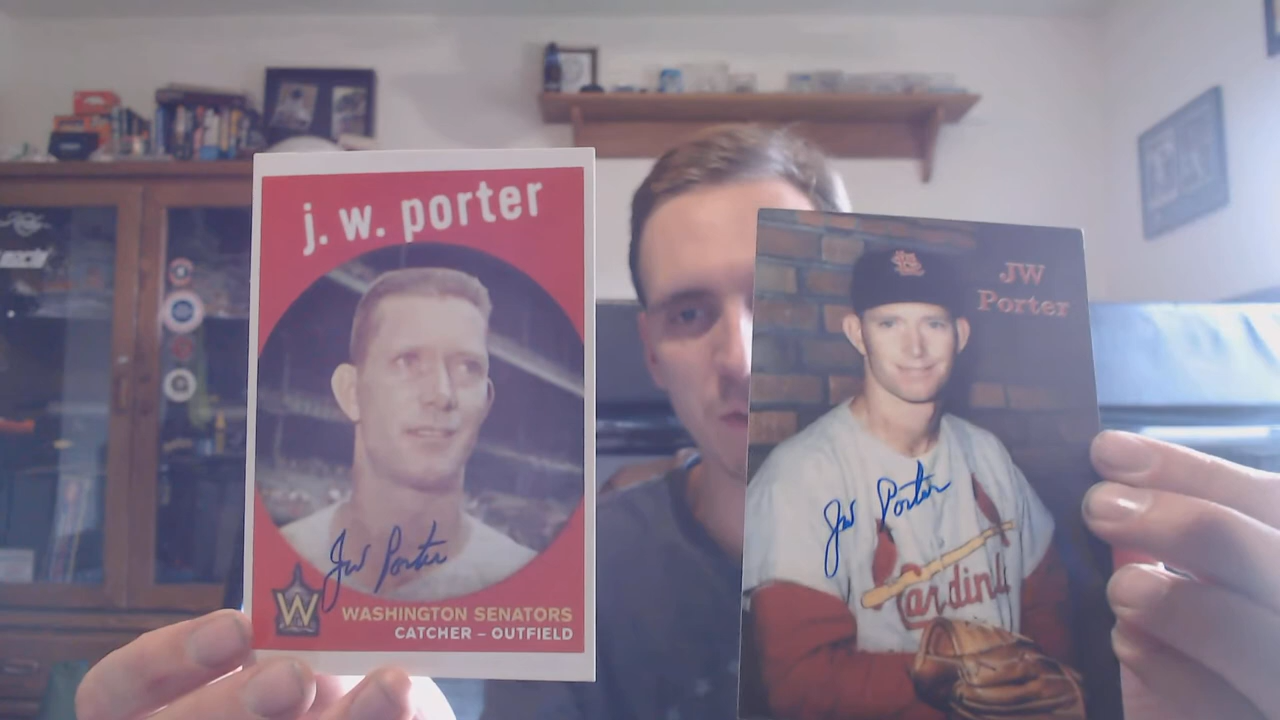 j. w. porter
JW Porter
W
WASHINGTON SENATORS
CATCHER – OUTFIELD
JW
Porter
JW Porter
Cardinals